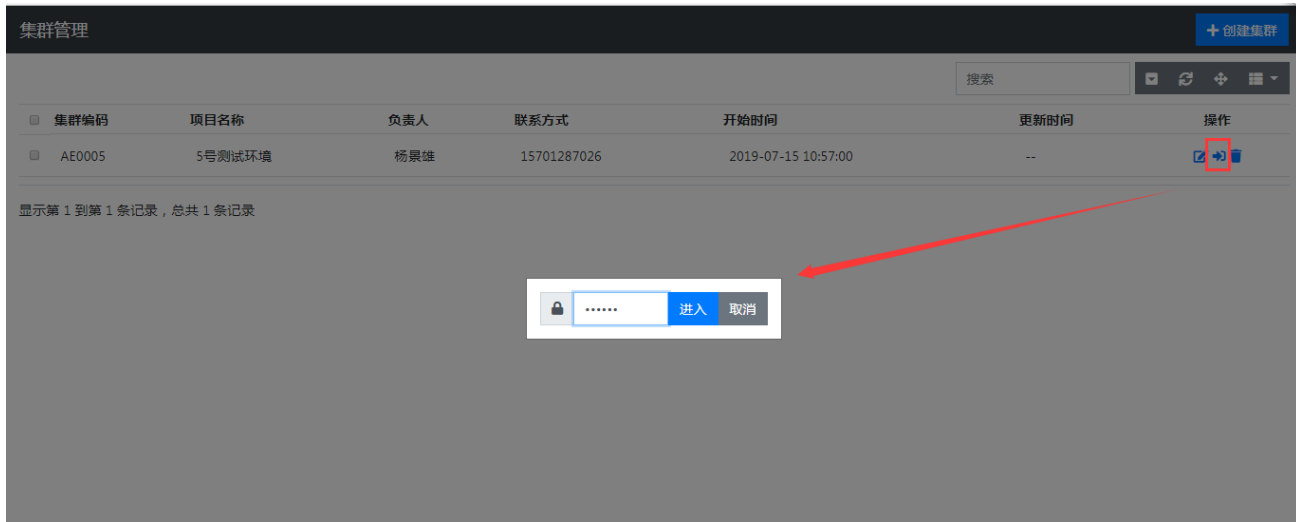 集群管理
创建集群
搜索
集群编码 项目名称 负责人 联系方式 开始时间 更新时间 操作
AE0005 5号测试环境 杨景雄 15701287026 2019-07-15 10:57:00 --
显示第 1 到第 1 条记录，总共 1 条记录
•••••• 进入 取消